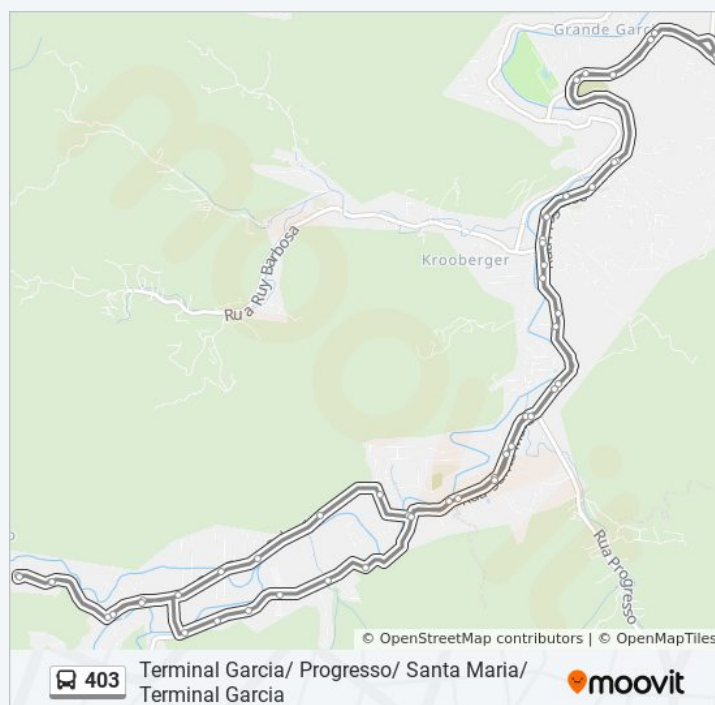 Grande Garc
Krooberger
Rua Ruy Barbosa
Rua Progresso
© OpenStreetMap contributors | © OpenMapTiles
403
Terminal Garcia/ Progresso/ Santa Maria/
Terminal Garcia
moovit